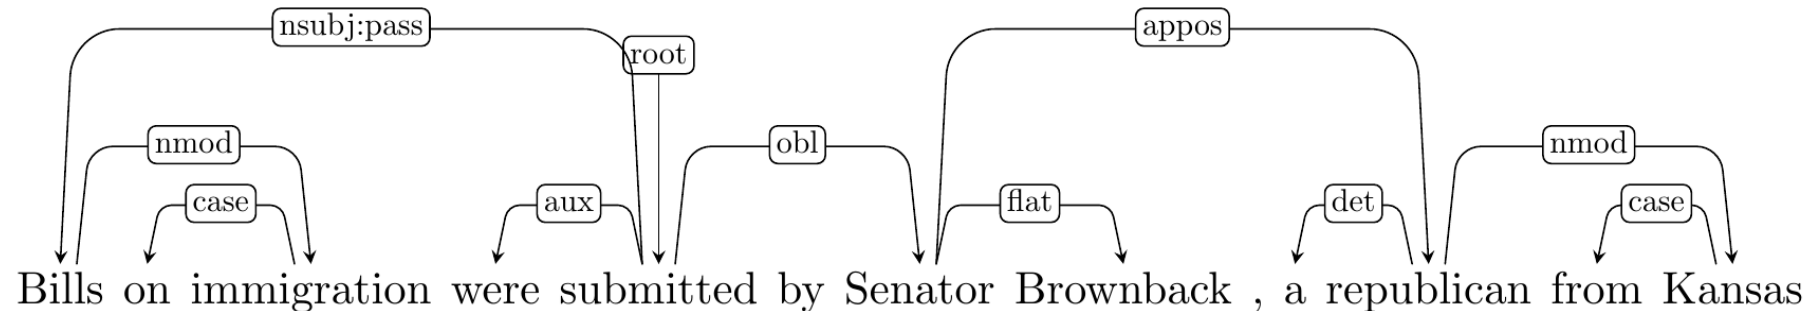 nsubj:pass appos
root
nmod obl nmod
case aux flat det case
Bills on immigration were submitted by Senator Brownback , a republican from Kansas